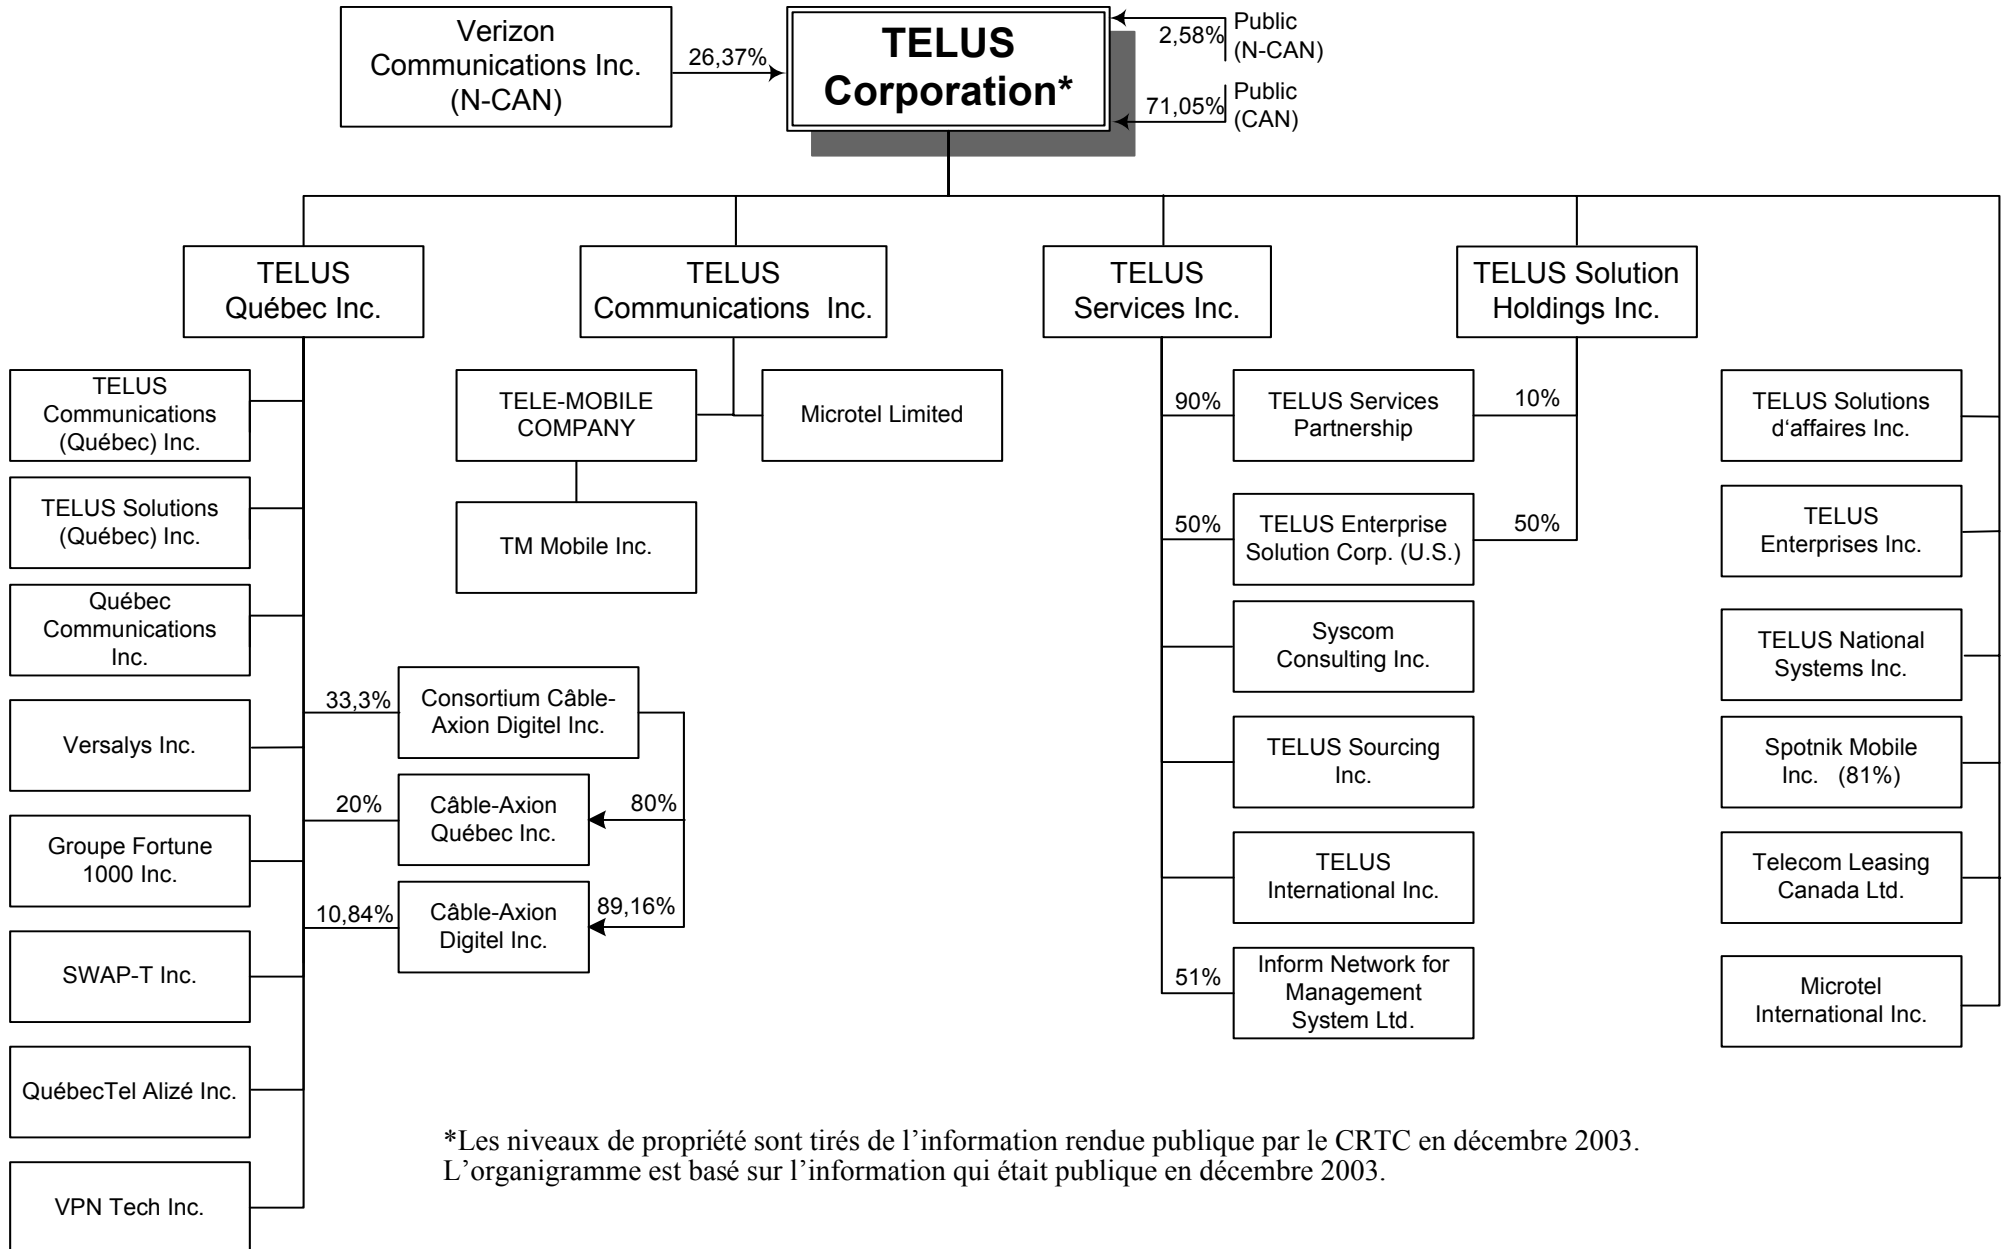 Verizon
Communications Inc.
(N-CAN)
26,37%
TELUS
Corporation*
2,58%
Public
(N-CAN)
71,05%
Public
(CAN)
TELUS
Québec Inc.
TELUS
Communications Inc.
TELUS
Services Inc.
TELUS Solution
Holdings Inc.
TELUS
Communications
(Québec) Inc.
TELUS Solutions
(Québec) Inc.
Québec
Communications
Inc.
Versalys Inc.
Groupe Fortune
1000 Inc.
SWAP-T Inc.
QuébecTel Alizé Inc.
VPN Tech Inc.
33,3%
Consortium Câble-
Axion Digitel Inc.
20%
Câble-Axion
Québec Inc.
80%
10,84%
Câble-Axion
Digitel Inc.
89,16%
TELE-MOBILE
COMPANY
Microtel Limited
TM Mobile Inc.
90%
TELUS Services
Partnership
10%
50%
TELUS Enterprise
Solution Corp. (U.S.)
50%
Syscom
Consulting Inc.
TELUS Sourcing
Inc.
TELUS
International Inc.
51%
Inform Network for
Management
System Ltd.
TELUS Solutions
d‘affaires Inc.
TELUS
Enterprises Inc.
TELUS National
Systems Inc.
Spotnik Mobile
Inc. (81%)
Telecom Leasing
Canada Ltd.
Microtel
International Inc.
*Les niveaux de propriété sont tirés de l’information rendue publique par le CRTC en décembre 2003.
L’organigramme est basé sur l’information qui était publique en décembre 2003.